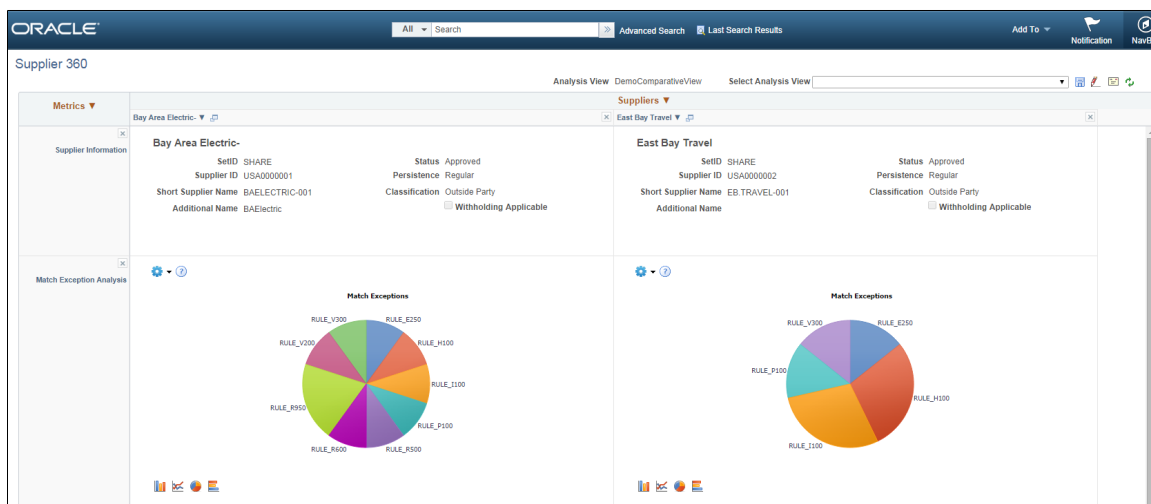 ORACLE
All Search Advanced Search Last Search Results Add To Notification
Supplier 360
Analysis View DemoComparativeView Select Analysis View
Metrics Suppliers
Bay Area Electric- East Bay Travel
Supplier Information
Bay Area Electric-
SetID SHARE Status Approved
Supplier ID USA0000001 Persistence Regular
Short Supplier Name BAELECTRIC-001 Classification Outside Party
Additional Name BAElectric Withholding Applicable
East Bay Travel
SetID SHARE Status Approved
Supplier ID USA0000002 Persistence Regular
Short Supplier Name EB.TRAVEL-001 Classification Outside Party
Additional Name Withholding Applicable
Match Exception Analysis
Match Exceptions
RULE_V300 RULE_E250
RULE_V200 RULE_H100
RULE_I100
RULE_R950 RULE_P100
RULE_R600 RULE_R500
Match Exceptions
RULE_V300 RULE_E250
RULE_P100
RULE_H100
RULE_I100